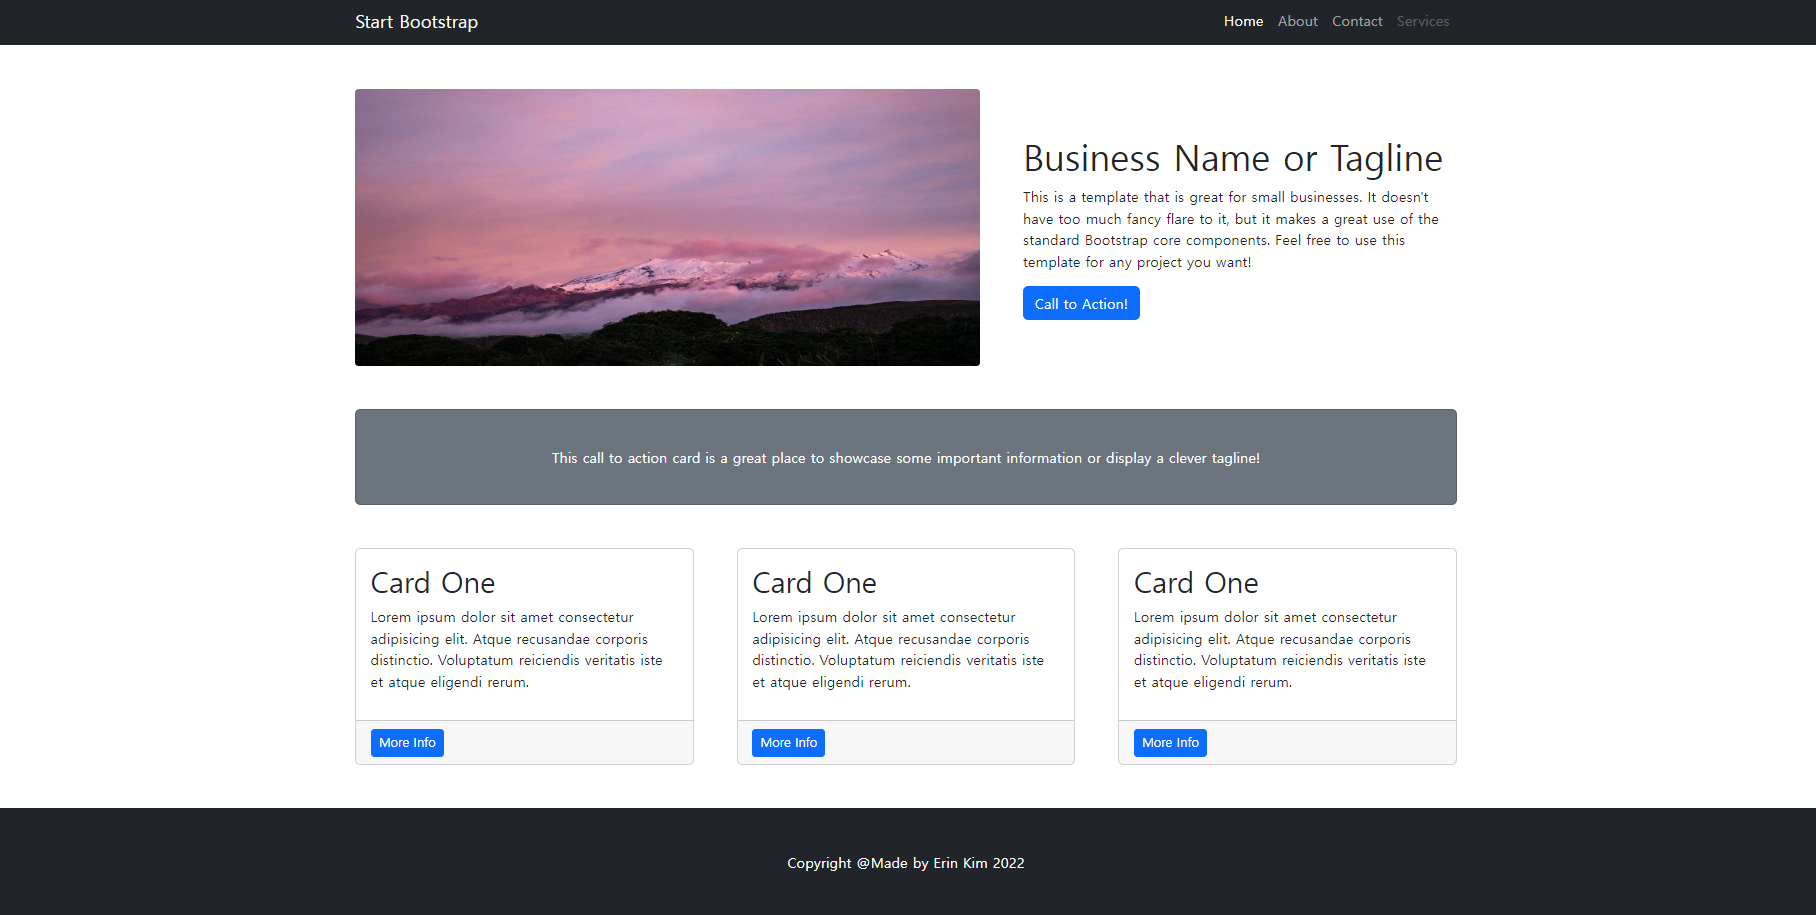 Start Bootstrap
Home About Contact Services
Business Name or Tagline
This is a template that is great for small businesses. It doesn't
have too much fancy flare to it, but it makes a great use of the
standard Bootstrap core components. Feel free to use this
template for any project you want!
Call to Action!
This call to action card is a great place to showcase some important information or display a clever tagline!
Card One
Lorem ipsum dolor sit amet consectetur
adipisicing elit. Atque recusandae corporis
distinctio. Voluptatum reiciendis veritatis iste
et atque eligendi rerum.
More Info
Card One
Lorem ipsum dolor sit amet consectetur
adipisicing elit. Atque recusandae corporis
distinctio. Voluptatum reiciendis veritatis iste
et atque eligendi rerum.
More Info
Card One
Lorem ipsum dolor sit amet consectetur
adipisicing elit. Atque recusandae corporis
distinctio. Voluptatum reiciendis veritatis iste
et atque eligendi rerum.
More Info
Copyright @Made by Erin Kim 2022